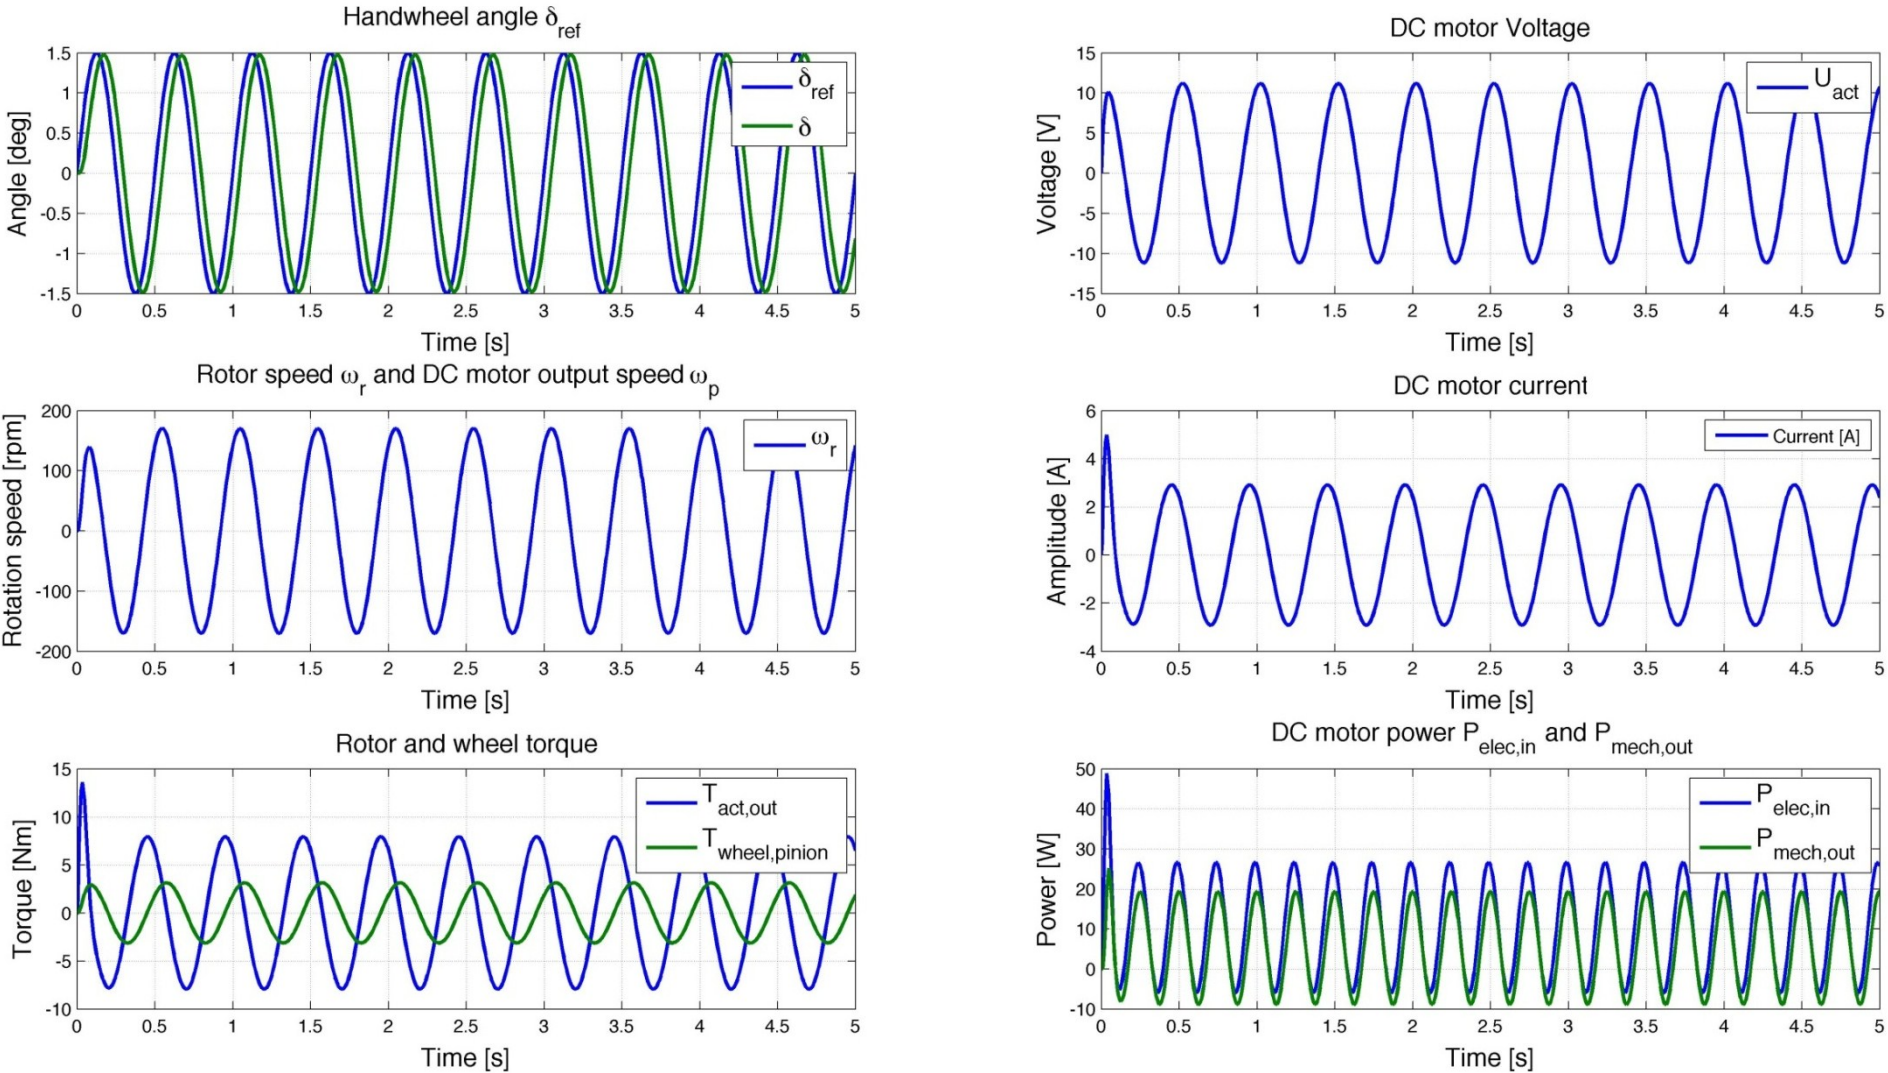 Handwheel angle δref
Angle [deg]
1.5
1
0.5
0
-0.5
-1
-1.5
δref
δ
0 0.5 1 1.5 2 2.5 3 3.5 4 4.5 5
Time [s]
DC motor Voltage
Voltage [V]
15
10
5
0
-5
-10
-15
Uact
0 0.5 1 1.5 2 2.5 3 3.5 4 4.5 5
Time [s]
Rotor speed ωr and DC motor output speed ωp
Rotation speed [rpm]
200
100
0
-100
-200
ωr
0 0.5 1 1.5 2 2.5 3 3.5 4 4.5 5
Time [s]
DC motor current
Amplitude [A]
6
4
2
0
-2
-4
Current [A]
0 0.5 1 1.5 2 2.5 3 3.5 4 4.5 5
Time [s]
Rotor and wheel torque
Torque [Nm]
15
10
5
0
-5
-10
Tact,out
Twheel,pinion
0 0.5 1 1.5 2 2.5 3 3.5 4 4.5 5
Time [s]
DC motor power Pelec,in and Pmech,out
Power [W]
50
40
30
20
10
0
-10
Pelec,in
Pmech,out
0 0.5 1 1.5 2 2.5 3 3.5 4 4.5 5
Time [s]